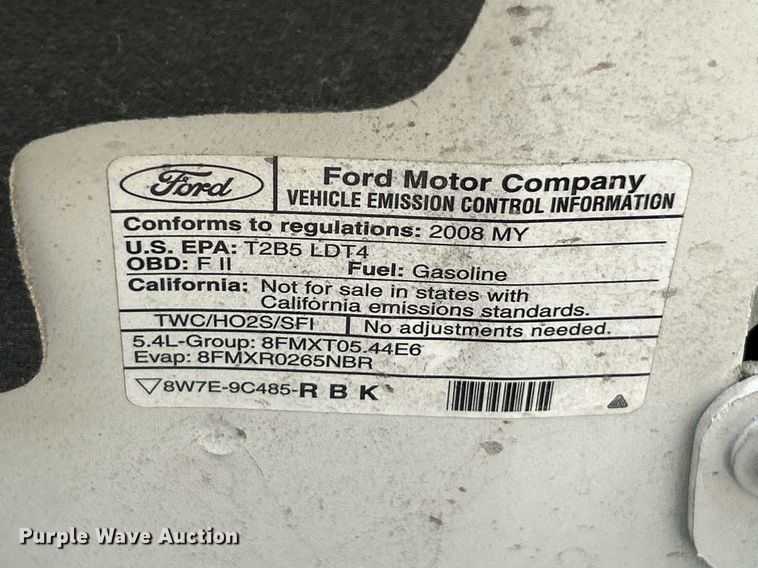 Ford
Ford Motor Company
VEHICLE EMISSION CONTROL INFORMATION
Conforms to regulations: 2008 MY
U.S. EPA: T2B5 LDT4
OBD: F II Fuel: Gasoline
California: Not for sale in states with
California emissions standards.
TWC/HO2S/SFI No adjustments needed.
5.4L-Group: 8FMXT05.44E6
Evap: 8FMXR0265NBR
8W7E-9C485-R B K
Purple Wave Auction